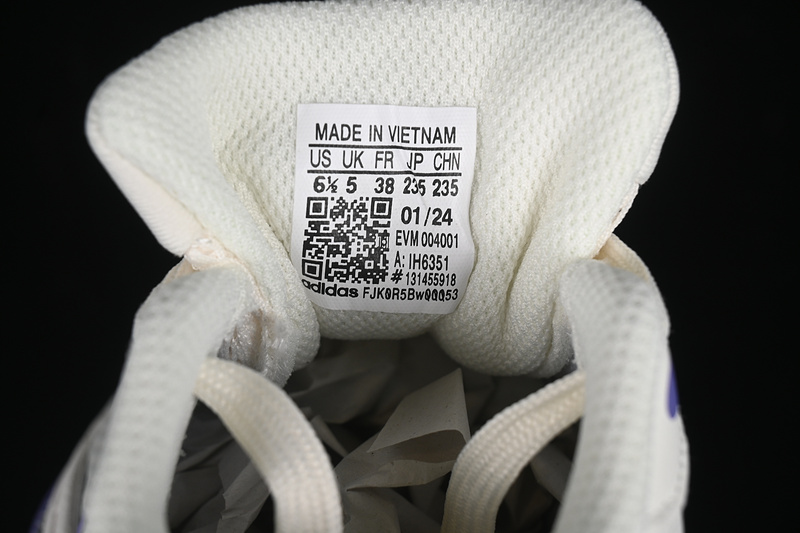 MADE IN VIETNAM
US UK FR JP CHN
6½ 5 38 235 235
01/24
EVM 004001
A: IH6351
# 131455918
adidas FJK0R5Bw00053